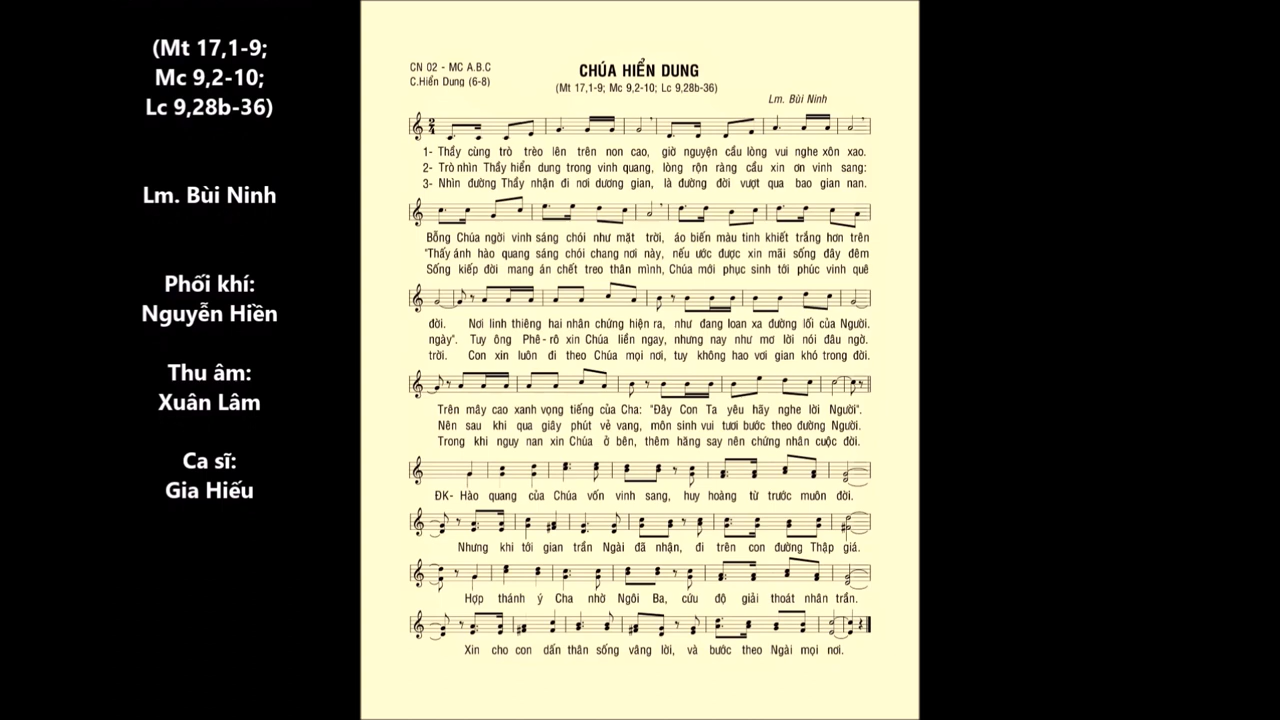 (Mt 17,1-9;
Mc 9,2-10;
Lc 9,28b-36)
Lm. Bùi Ninh
Phối khí:
Nguyễn Hiền
Thu âm:
Xuân Lâm
Ca sĩ:
Gia Hiếu
CN 02 - MC A.B.C
C.Hiển Dung (6-8)
CHÚA HIỂN DUNG
(Mt 17,1-9; Mc 9,2-10; Lc 9,28b-36)
Lm. Bùi Ninh
1- Thầy cùng trò trèo lên trên non cao, giờ nguyện cầu lòng vui nghe xôn xao.
2- Trò nhìn Thầy hiển dung trong vinh quang, lòng rộn ràng cầu xin ơn vinh sang:
3- Nhìn đường Thầy nhận đi nơi dương gian, là đường đời vượt qua bao gian nan.
Bỗng Chúa ngời vinh sáng chói như mặt trời, áo biến màu tinh khiết trắng hơn trên
"Thấy ánh hào quang sáng chói chang nơi này, nếu ước được xin mãi sống đây đêm
Sống kiếp đời mang án chết treo thân mình, Chúa mới phục sinh tới phúc vinh quê
đời. Nơi linh thiêng hai nhân chứng hiện ra, như đang loan xa đường lối của Người.
ngày". Tuy ông Phê-rô xin Chúa liền ngay, nhưng nay như mơ lời nói đâu ngờ.
trời. Con xin luôn đi theo Chúa mọi nơi, tuy không hao vơi gian khó trong đời.
Trên mây cao xanh vọng tiếng của Cha: "Đây Con Ta yêu hãy nghe lời Người".
Nên sau khi qua giây phút vẻ vang, môn sinh vui tươi bước theo đường Người.
Trong khi nguy nan xin Chúa ở bên, thêm hăng say nên chứng nhân cuộc đời.
ĐK- Hào quang của Chúa vốn vinh sang, huy hoàng từ trước muôn đời.
Nhưng khi tới gian trần Ngài đã nhận, đi trên con đường Thập giá.
Hợp thánh ý Cha nhờ Ngôi Ba, cứu độ giải thoát nhân trần.
Xin cho con dấn thân sống vâng lời, và bước theo Ngài mọi nơi.